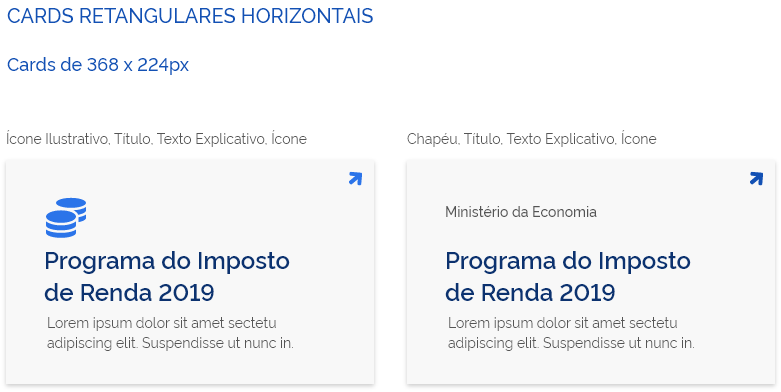 CARDS RETANGULARES HORIZONTAIS
Cards de 368 x 224px
Ícone Ilustrativo, Título, Texto Explicativo, Ícone
Programa do Imposto
de Renda 2019
Lorem ipsum dolor sit amet sectetu
adipiscing elit. Suspendisse ut nunc in.
Chapéu, Título, Texto Explicativo, Ícone
Ministério da Economia
Programa do Imposto
de Renda 2019
Lorem ipsum dolor sit amet sectetu
adipiscing elit. Suspendisse ut nunc in.